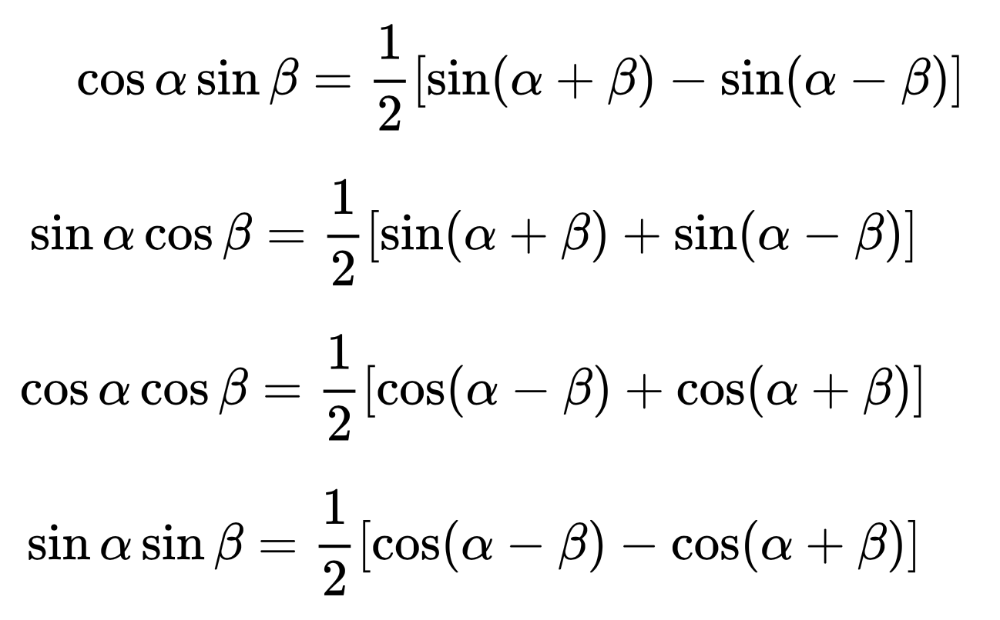 cos α sin β = 1/2 [sin(α + β) − sin(α − β)]
sin α cos β = 1/2 [sin(α + β) + sin(α − β)]
cos α cos β = 1/2 [cos(α − β) + cos(α + β)]
sin α sin β = 1/2 [cos(α − β) − cos(α + β)]